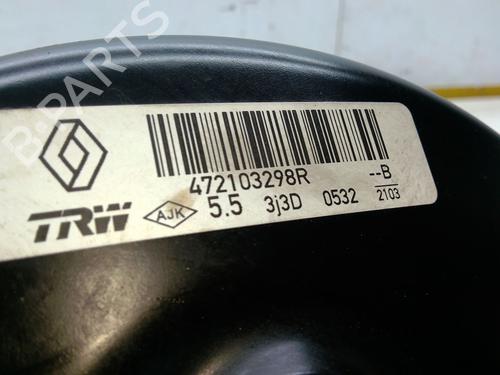 472103298R
--B
TRW
AJK
5.5
3j3D
0532
2103
B.PARTS